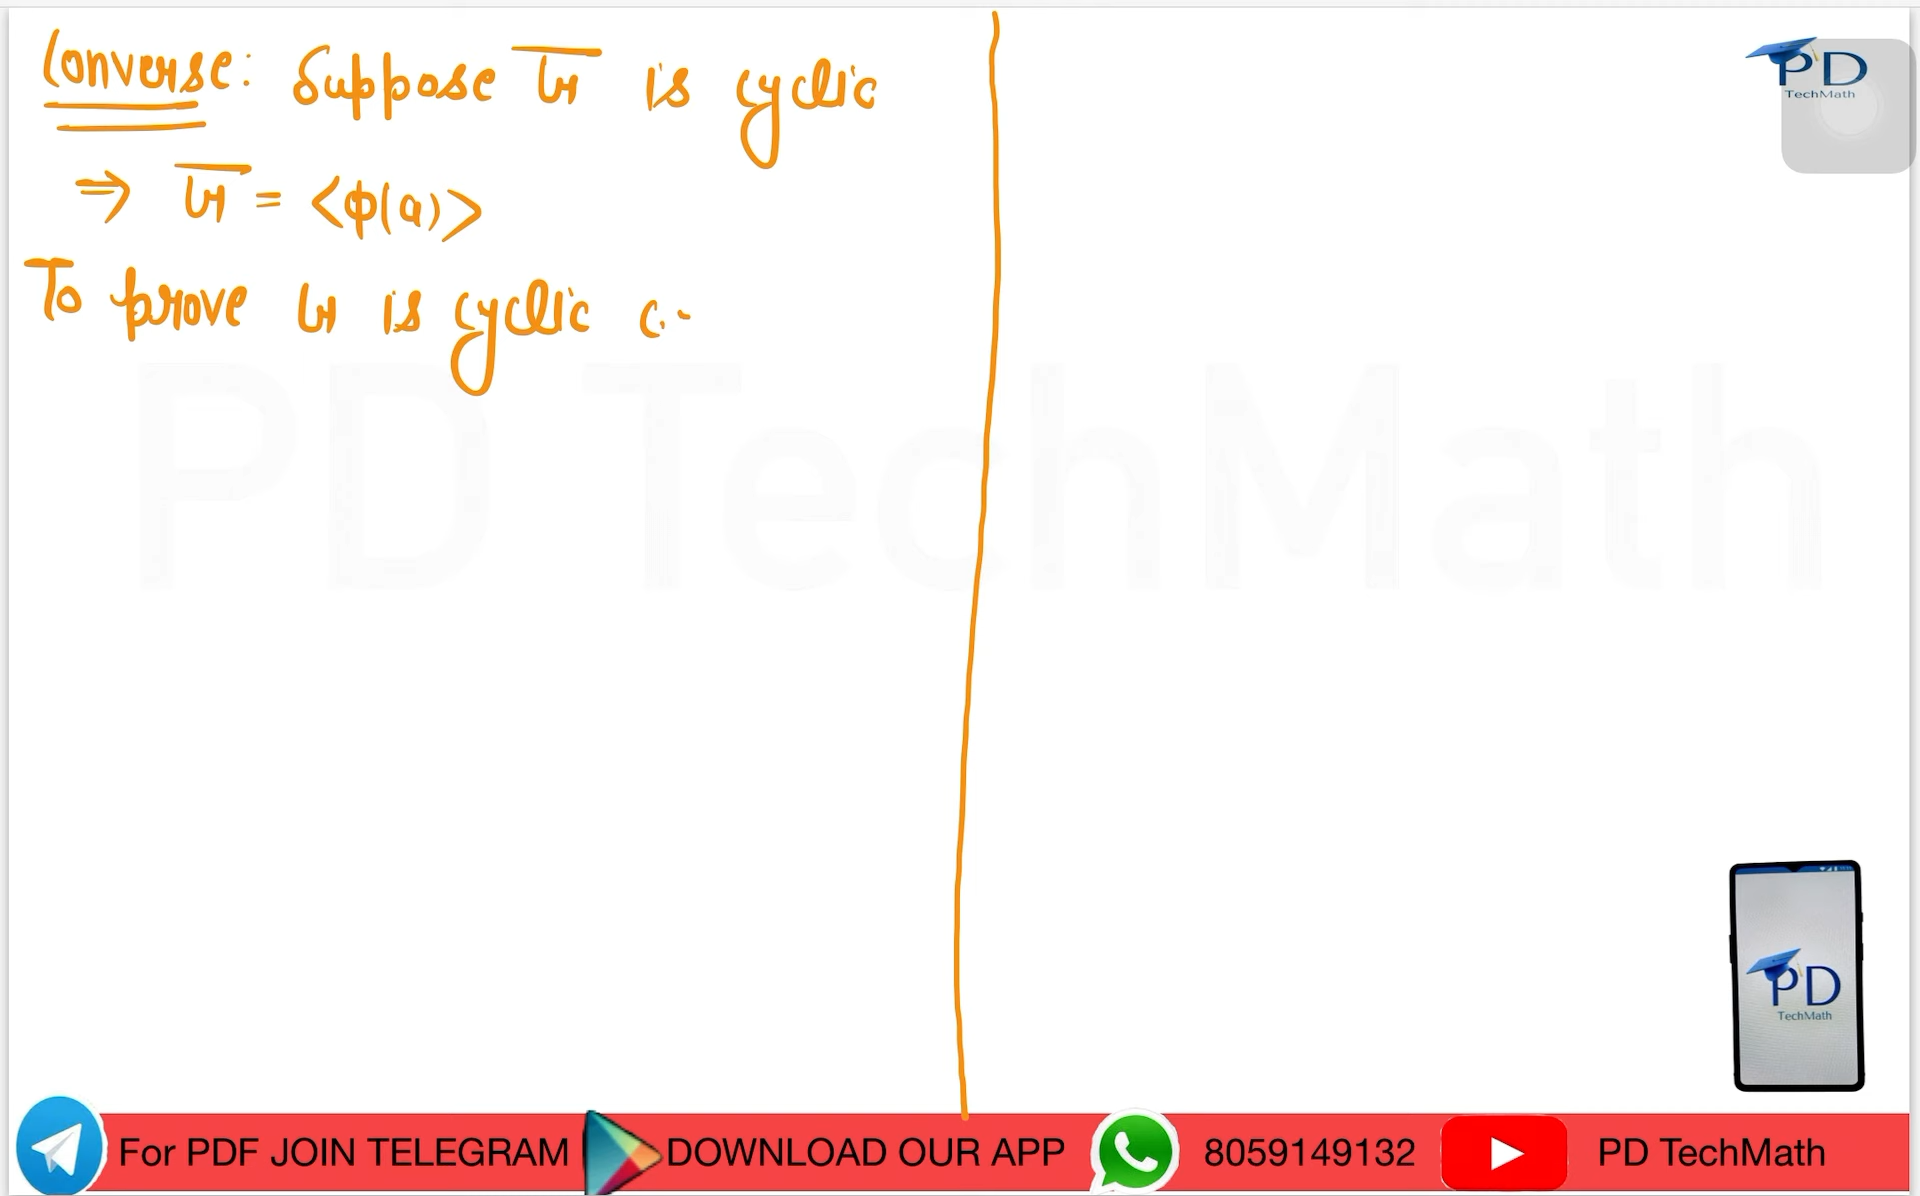 Converse: Suppose G̅ is cyclic
⇒ G̅ = <φ(a)>
To prove G is cyclic
PD
TechMath
PD TechMath
PD
TechMath
For PDF JOIN TELEGRAM
DOWNLOAD OUR APP
8059149132
PD TechMath